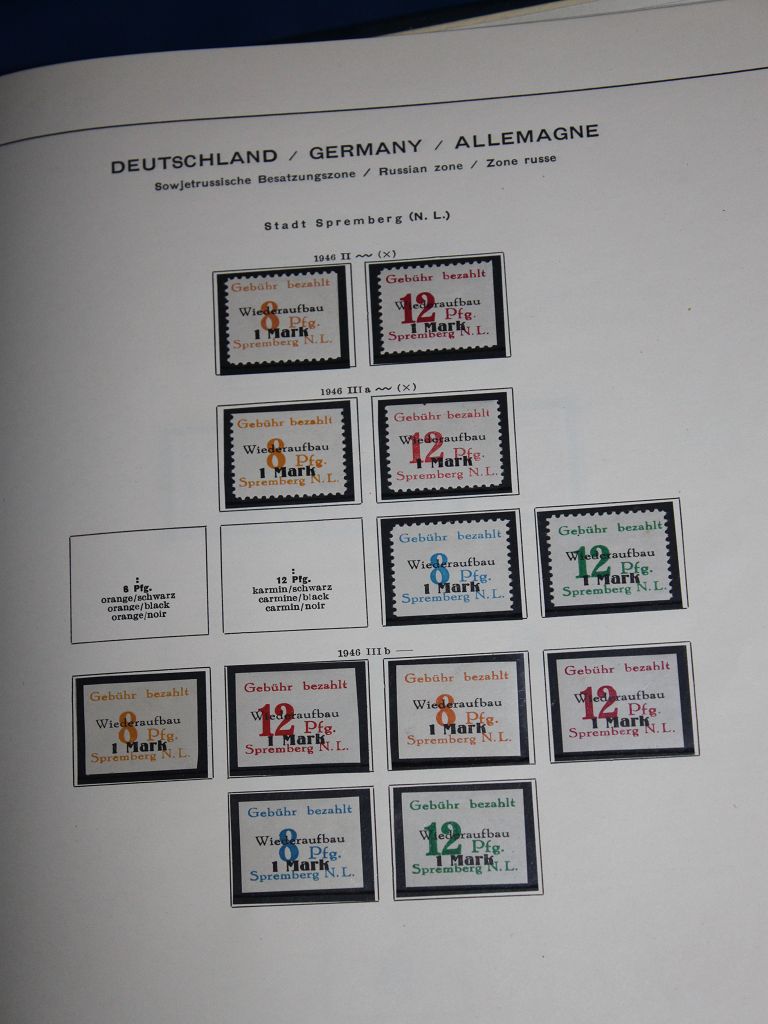 DEUTSCHLAND / GERMANY / ALLEMAGNE
Sowjetrussische Besatzungszone / Russian zone / Zone russe
Stadt Spremberg (N. L.)
1946 II ~~ (×)
Gebühr bezahlt
Wiederaufbau
8 Pfg.
1 Mark
Spremberg N.L.
Gebühr bezahlt
Wiederaufbau
12 Pfg.
1 Mark
Spremberg N.L.
1946 IIIa ~~ (×)
Gebühr bezahlt
Wiederaufbau
8 Pfg.
1 Mark
Spremberg N.L.
Gebühr bezahlt
Wiederaufbau
12 Pfg.
1 Mark
Spremberg N.L.
:
6 Pfg.
orange/schwarz
orange/black
orange/noir
:
12 Pfg.
karmin/schwarz
carmine/black
carmin/noir
Gebühr bezahlt
Wiederaufbau
8 Pfg.
1 Mark
Spremberg N.L.
Gebühr bezahlt
Wiederaufbau
12 Pfg.
1 Mark
Spremberg N.L.
1946 IIIb —
Gebühr bezahlt
Wiederaufbau
8 Pfg.
1 Mark
Spremberg N.L.
Gebühr bezahlt
Wiederaufbau
12 Pfg.
1 Mark
Spremberg N.L.
Gebühr bezahlt
Wiederaufbau
8 Pfg.
1 Mark
Spremberg N.L.
Gebühr bezahlt
Wiederaufbau
12 Pfg.
1 Mark
Spremberg N.L.
Gebühr bezahlt
Wiederaufbau
8 Pfg.
1 Mark
Spremberg N.L.
Gebühr bezahlt
Wiederaufbau
12 Pfg.
1 Mark
Spremberg N.L.